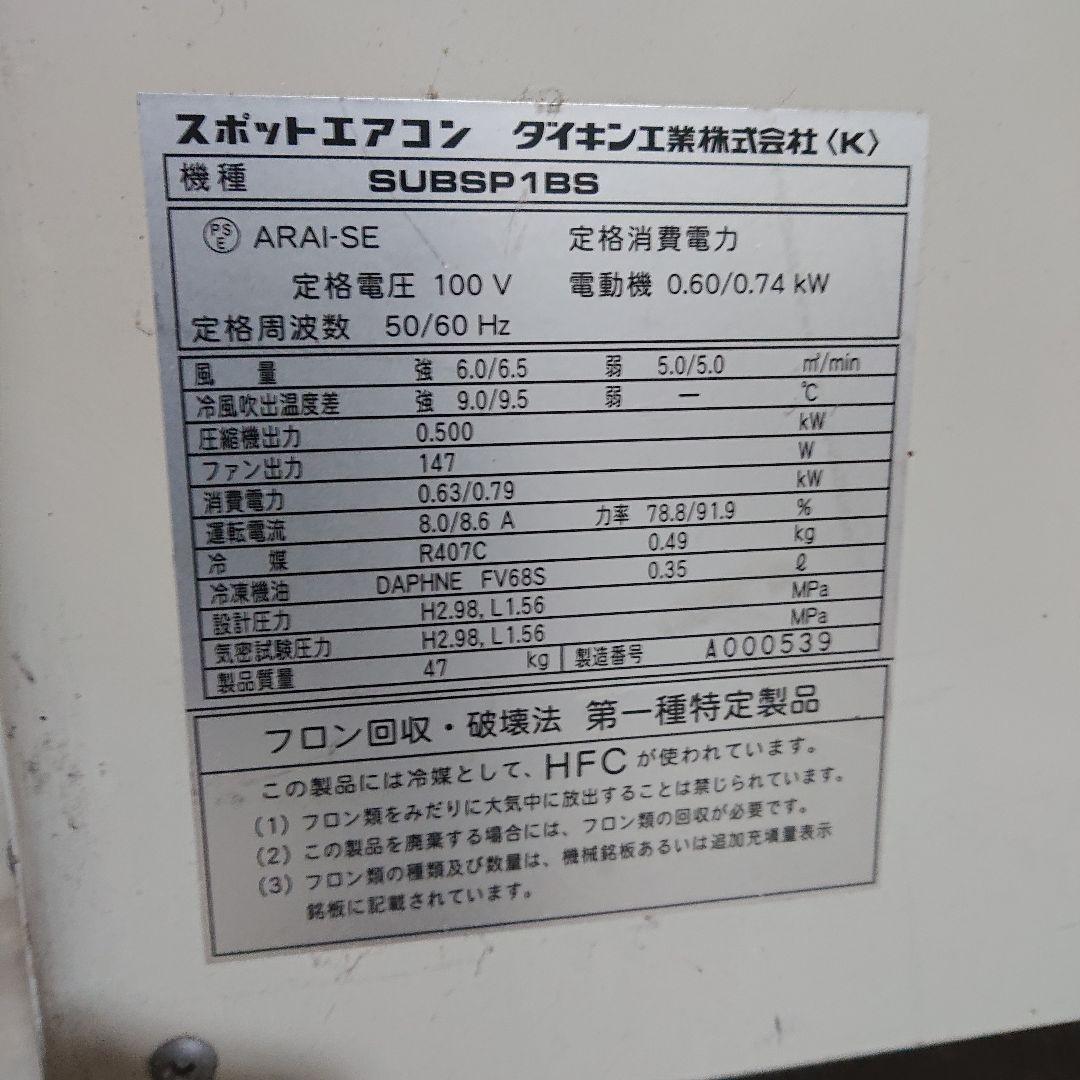 スポットエアコン ダイキン工業株式会社〈K〉
機種 SUBSP1BS
PSE ARAI-SE 定格消費電力
定格電圧 100 V 電動機 0.60/0.74 kW
定格周波数 50/60 Hz
風量 強 6.0/6.5 弱 5.0/5.0 ㎥/min
冷風吹出温度差 強 9.0/9.5 弱 — ℃
圧縮機出力 0.500 kW
ファン出力 147 W
消費電力 0.63/0.79 kW
運転電流 8.0/8.6 A 力率 78.8/91.9 %
冷媒 R407C 0.49 kg
冷凍機油 DAPHNE FV68S 0.35 ℓ
設計圧力 H2.98, L1.56 MPa
気密試験圧力 H2.98, L1.56 MPa
製品質量 47 kg 製造番号 A000539
フロン回収・破壊法 第一種特定製品
この製品には冷媒として、HFCが使われています。
(1) フロン類をみだりに大気中に放出することは禁じられています。
(2) この製品を廃棄する場合には、フロン類の回収が必要です。
(3) フロン類の種類及び数量は、機械銘板あるいは追加充填量表示
銘板に記載されています。